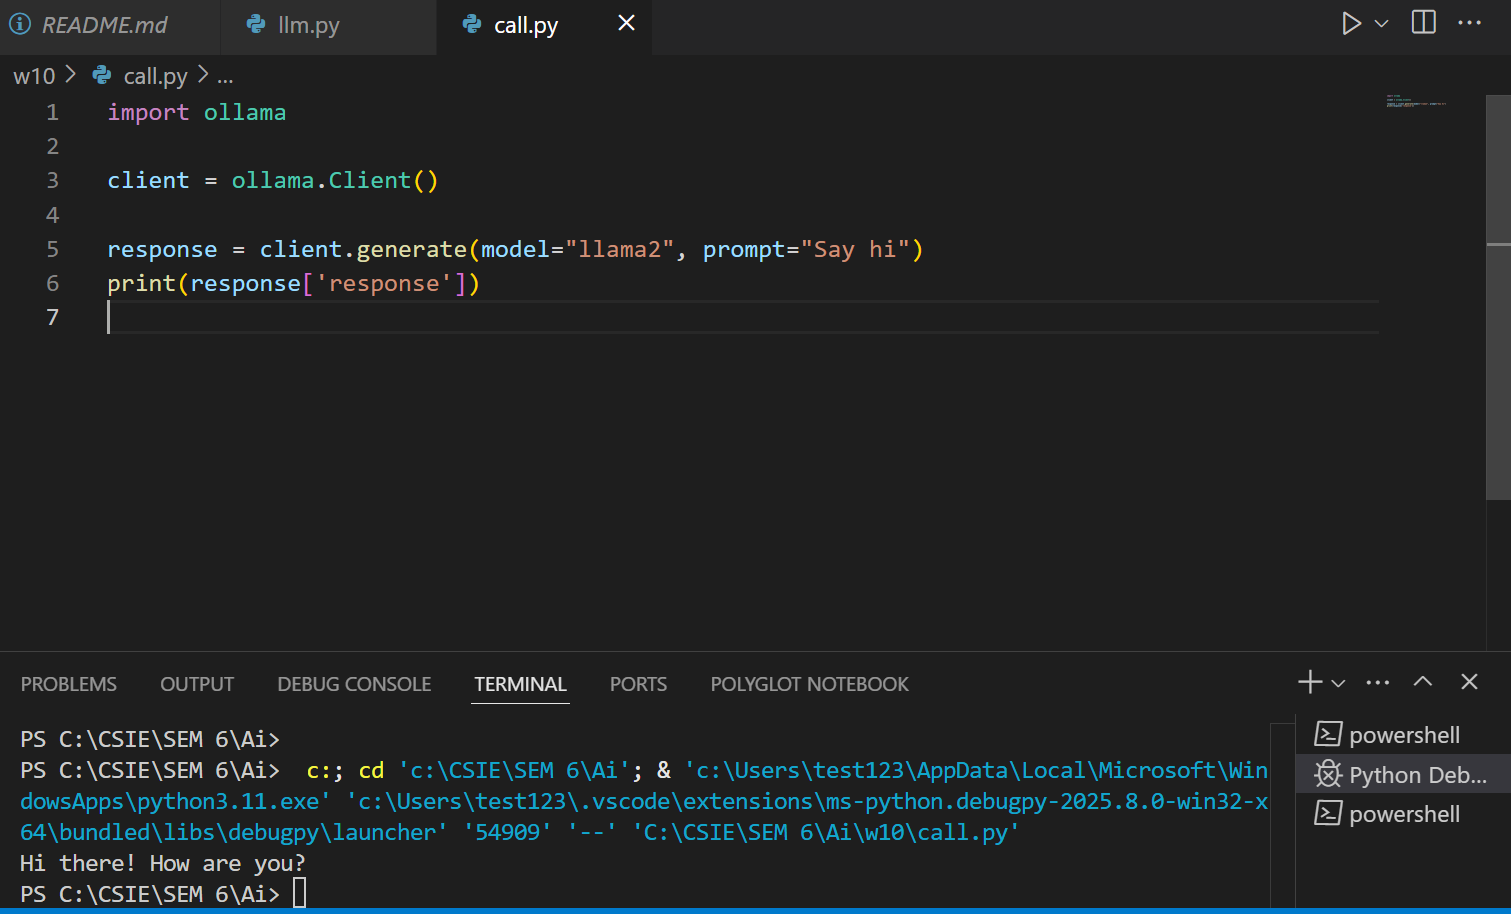 README.md llm.py call.py
w10 > call.py > ...
1 import ollama
2
3 client = ollama.Client()
4
5 response = client.generate(model="llama2", prompt="Say hi")
6 print(response['response'])
7
PROBLEMS OUTPUT DEBUG CONSOLE TERMINAL PORTS POLYGLOT NOTEBOOK
PS C:\CSIE\SEM 6\Ai>
PS C:\CSIE\SEM 6\Ai>  c:; cd 'c:\CSIE\SEM 6\Ai'; & 'c:\Users\test123\AppData\Local\Microsoft\Win
dowsApps\python3.11.exe' 'c:\Users\test123\.vscode\extensions\ms-python.debugpy-2025.8.0-win32-x
64\bundled\libs\debugpy\launcher' '54909' '--' 'C:\CSIE\SEM 6\Ai\w10\call.py'
Hi there! How are you?
PS C:\CSIE\SEM 6\Ai>
powershell
Python Deb...
powershell